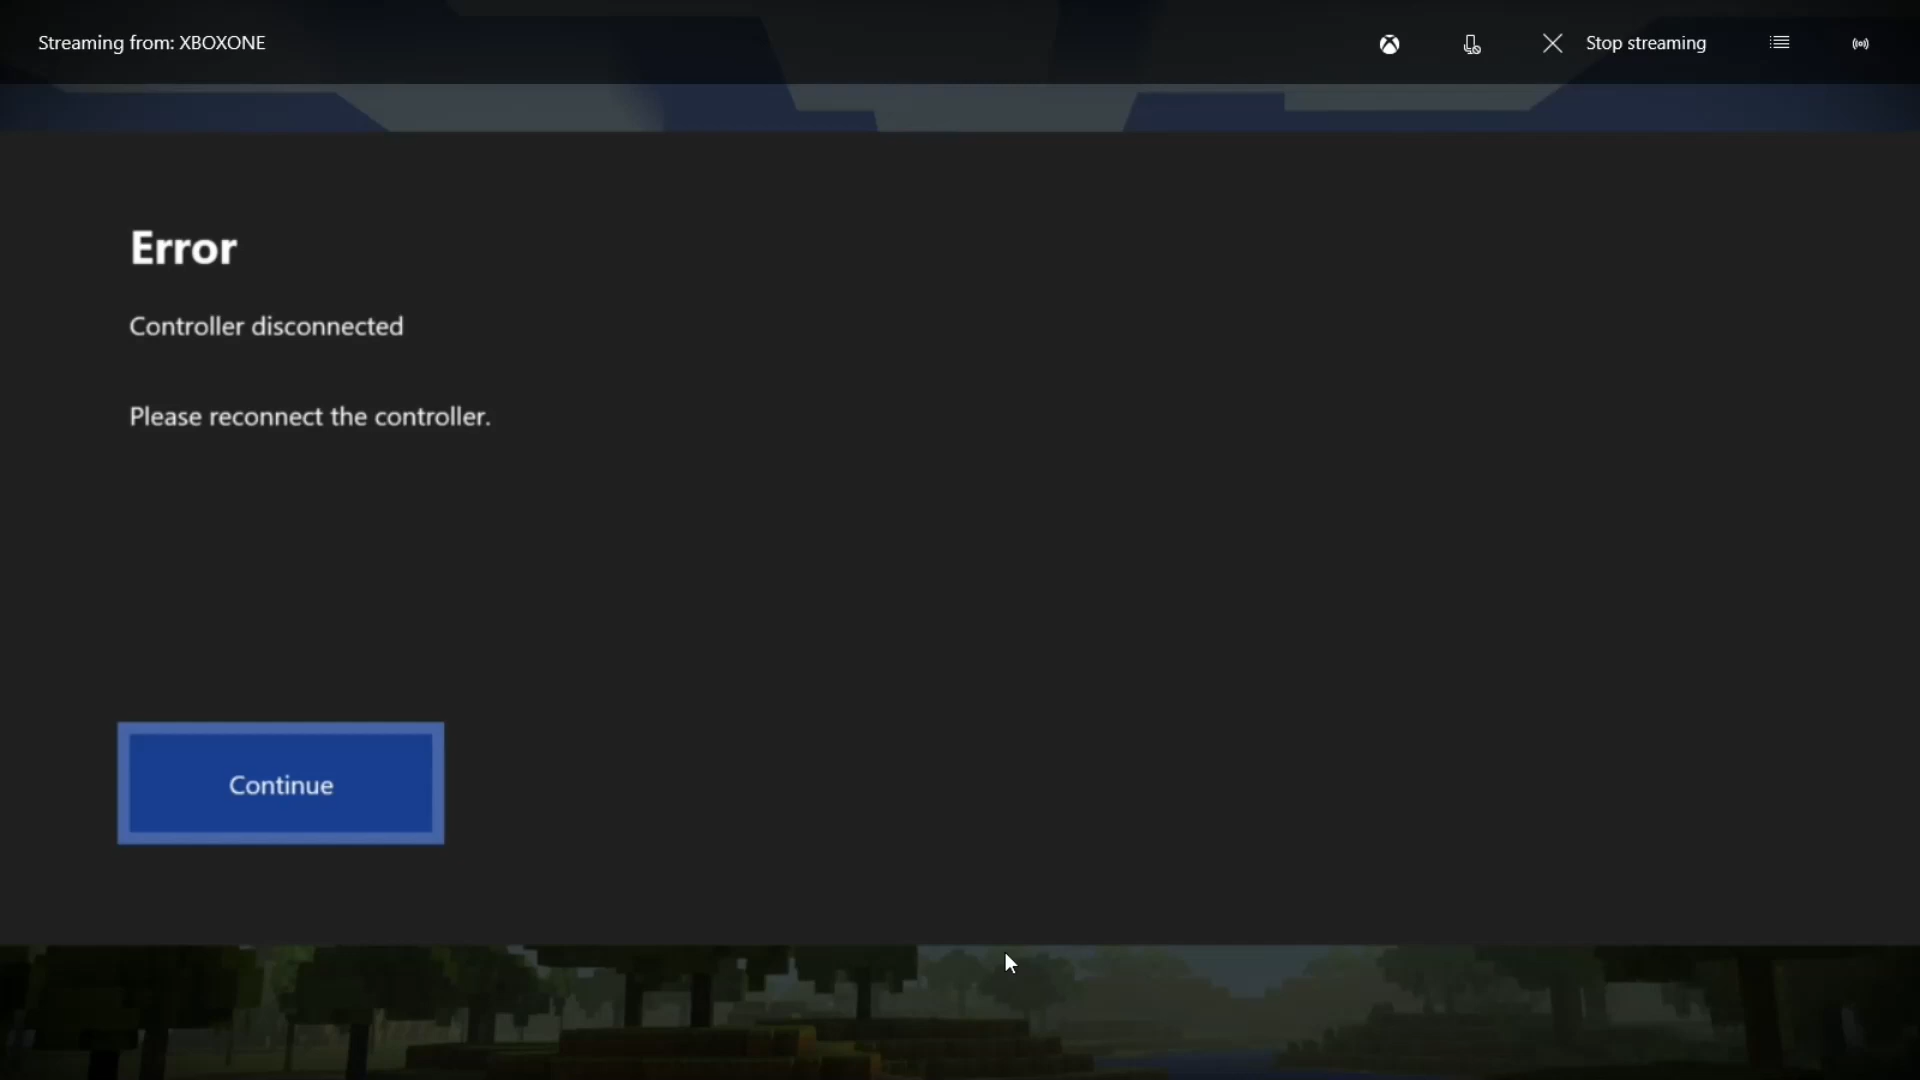 Streaming from: XBOXONE
Stop streaming
Error
Controller disconnected
Please reconnect the controller.
Continue